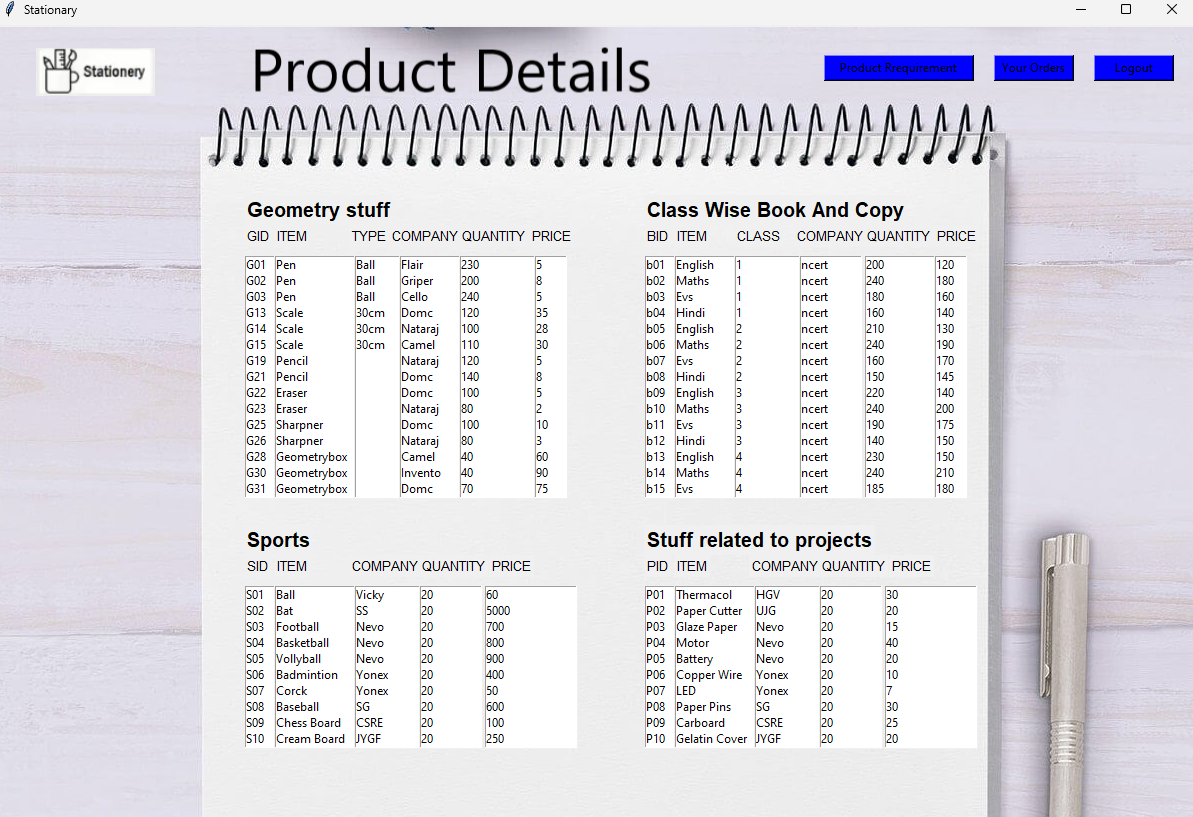 Stationary
Stationery
Product Details
Product Rrequirement
Your Orders
Logout
Geometry stuff
GID ITEM TYPE COMPANY QUANTITY PRICE
G01 Pen Ball Flair 230 5
G02 Pen Ball Griper 200 8
G03 Pen Ball Cello 240 5
G13 Scale 30cm Domc 120 35
G14 Scale 30cm Nataraj 100 28
G15 Scale 30cm Camel 110 30
G19 Pencil Nataraj 120 5
G21 Pencil Domc 140 8
G22 Eraser Domc 100 5
G23 Eraser Nataraj 80 2
G25 Sharpner Domc 100 10
G26 Sharpner Nataraj 80 3
G28 Geometrybox Camel 40 60
G30 Geometrybox Invento 40 90
G31 Geometrybox Domc 70 75
Class Wise Book And Copy
BID ITEM CLASS COMPANY QUANTITY PRICE
b01 English 1 ncert 200 120
b02 Maths 1 ncert 240 180
b03 Evs 1 ncert 180 160
b04 Hindi 1 ncert 160 140
b05 English 2 ncert 210 130
b06 Maths 2 ncert 240 190
b07 Evs 2 ncert 160 170
b08 Hindi 2 ncert 150 145
b09 English 3 ncert 220 140
b10 Maths 3 ncert 240 200
b11 Evs 3 ncert 190 175
b12 Hindi 3 ncert 140 150
b13 English 4 ncert 230 150
b14 Maths 4 ncert 240 210
b15 Evs 4 ncert 185 180
Sports
SID ITEM COMPANY QUANTITY PRICE
S01 Ball Vicky 20 60
S02 Bat SS 20 5000
S03 Football Nevo 20 700
S04 Basketball Nevo 20 800
S05 Vollyball Nevo 20 900
S06 Badmintion Yonex 20 400
S07 Corck Yonex 20 50
S08 Baseball SG 20 600
S09 Chess Board CSRE 20 100
S10 Cream Board JYGF 20 250
Stuff related to projects
PID ITEM COMPANY QUANTITY PRICE
P01 Thermacol HGV 20 30
P02 Paper Cutter UJG 20 20
P03 Glaze Paper Nevo 20 15
P04 Motor Nevo 20 40
P05 Battery Nevo 20 20
P06 Copper Wire Yonex 20 10
P07 LED Yonex 20 7
P08 Paper Pins SG 20 30
P09 Carboard CSRE 20 25
P10 Gelatin Cover JYGF 20 20